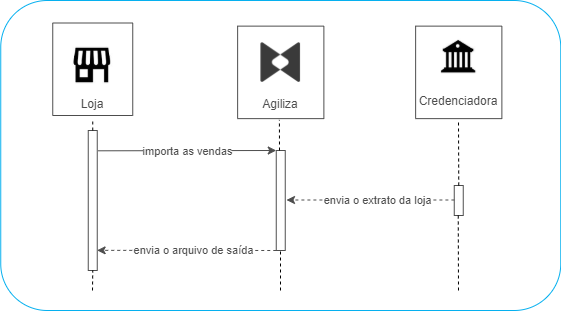 Loja
Agiliza
Credenciadora
importa as vendas
envia o extrato da loja
envia o arquivo de saída